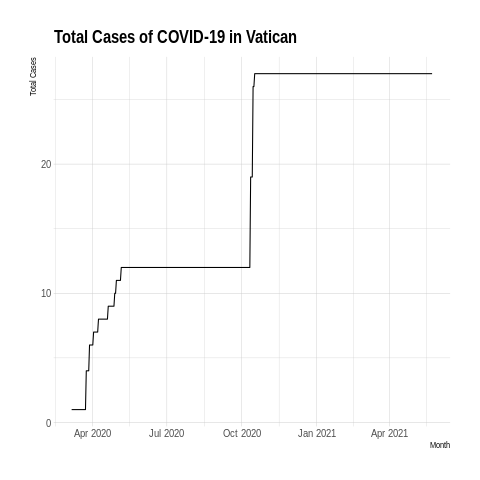 Total Cases of COVID-19 in Vatican
Total Cases
20
10
0
Apr 2020 Jul 2020 Oct 2020 Jan 2021 Apr 2021
Month